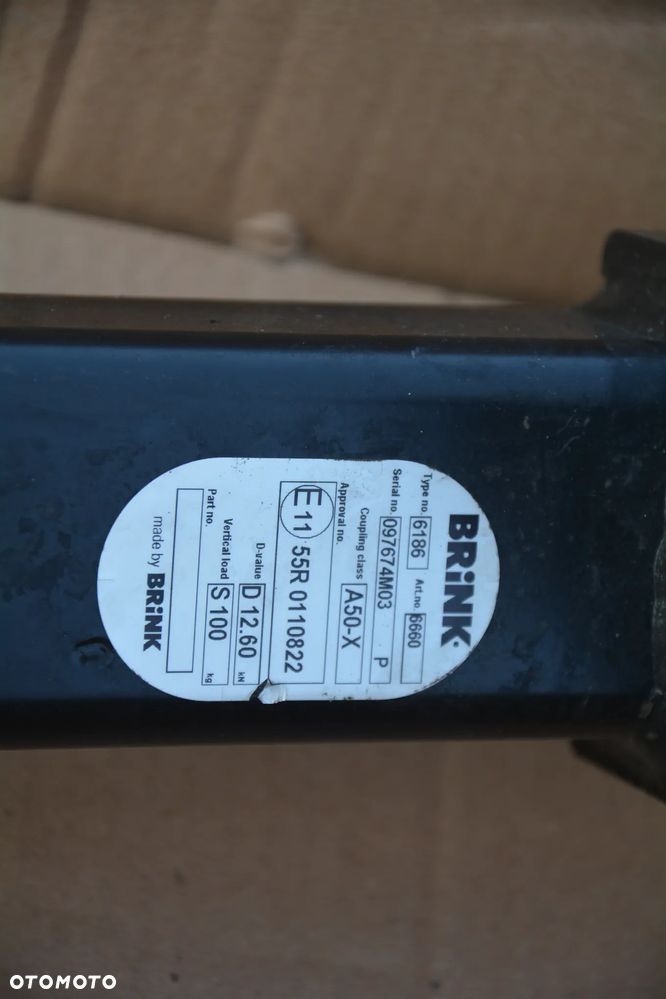 BRiNK
Type no. 6186 Art.no. 6660
Serial no. 097674M03 P
Coupling class A50-X
Approval no.
E 11 55R 0110822
D-value D 12.60 kN
Vertical load S 100 kg
Part no.
made by BRiNK
OTOMOTO